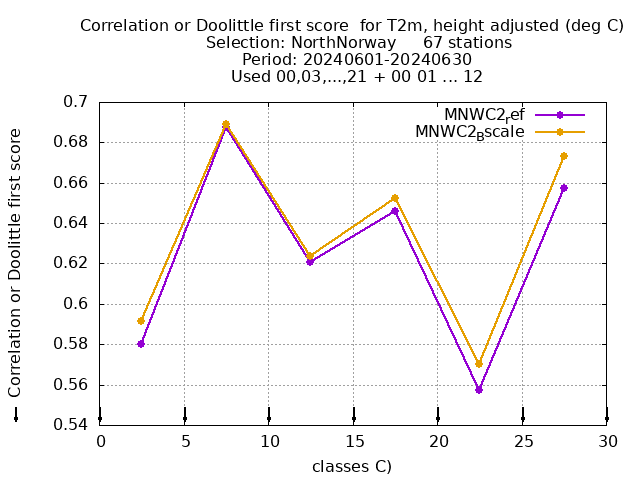 Correlation or Doolittle first score  for T2m, height adjusted (deg C)
Selection: NorthNorway     67 stations
Period: 20240601-20240630
Used 00,03,...,21 + 00 01 ... 12
← Correlation or Doolittle first score
0.7
0.68
0.66
0.64
0.62
0.6
0.58
0.56
0.54
MNWC2ref
MNWC2Bscale
0 5 10 15 20 25 30
classes C)